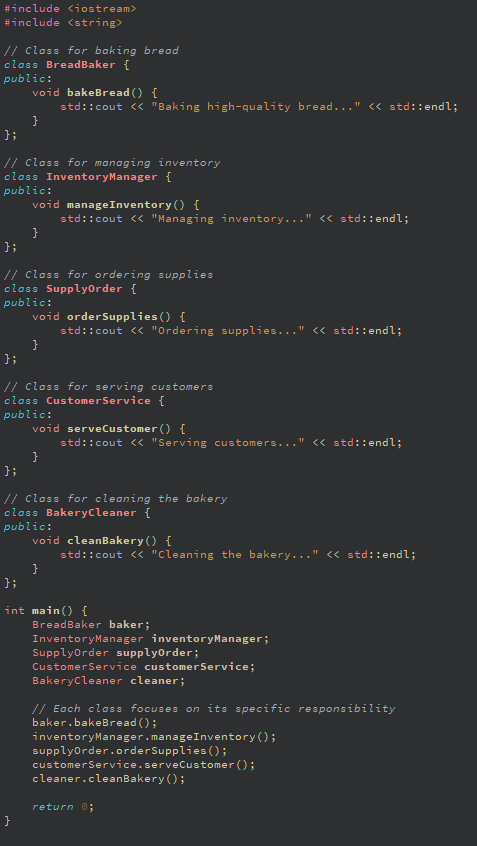 #include <iostream>
#include <string>

// Class for baking bread
class BreadBaker {
public:
    void bakeBread() {
        std::cout << "Baking high-quality bread..." << std::endl;
    }
};

// Class for managing inventory
class InventoryManager {
public:
    void manageInventory() {
        std::cout << "Managing inventory..." << std::endl;
    }
};

// Class for ordering supplies
class SupplyOrder {
public:
    void orderSupplies() {
        std::cout << "Ordering supplies..." << std::endl;
    }
};

// Class for serving customers
class CustomerService {
public:
    void serveCustomer() {
        std::cout << "Serving customers..." << std::endl;
    }
};

// Class for cleaning the bakery
class BakeryCleaner {
public:
    void cleanBakery() {
        std::cout << "Cleaning the bakery..." << std::endl;
    }
};

int main() {
    BreadBaker baker;
    InventoryManager inventoryManager;
    SupplyOrder supplyOrder;
    CustomerService customerService;
    BakeryCleaner cleaner;

    // Each class focuses on its specific responsibility
    baker.bakeBread();
    inventoryManager.manageInventory();
    supplyOrder.orderSupplies();
    customerService.serveCustomer();
    cleaner.cleanBakery();

    return 0;
}